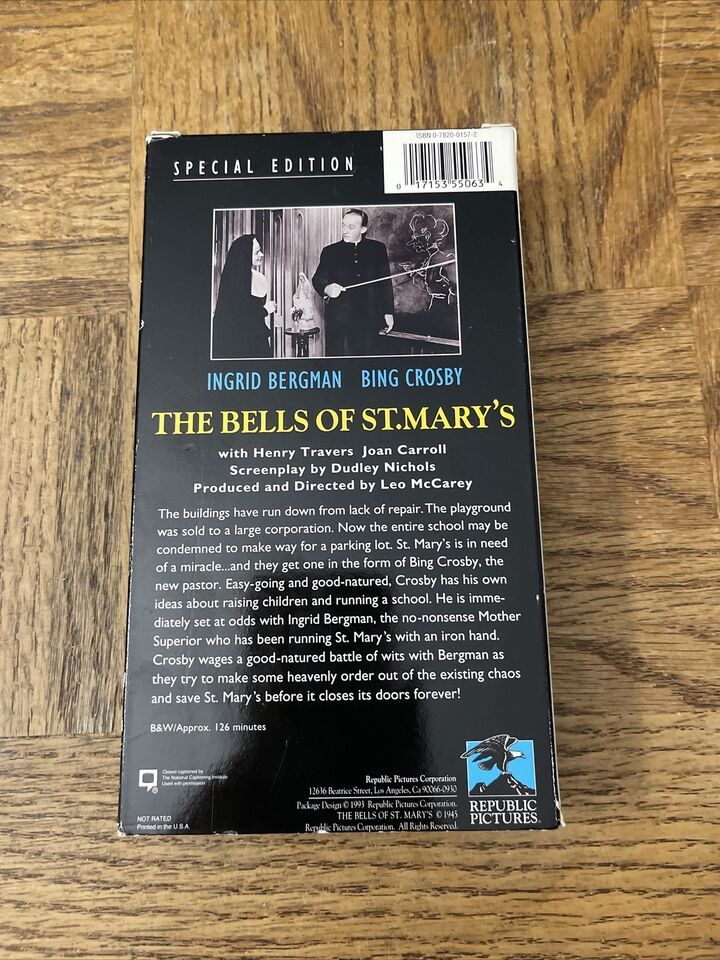 ISBN 0-7820-0157-2
SPECIAL EDITION
0 17153 55063 4
INGRID BERGMAN BING CROSBY
THE BELLS OF ST.MARY'S
with Henry Travers Joan Carroll
Screenplay by Dudley Nichols
Produced and Directed by Leo McCarey
The buildings have run down from lack of repair. The playground
was sold to a large corporation. Now the entire school may be
condemned to make way for a parking lot. St. Mary's is in need
of a miracle...and they get one in the form of Bing Crosby, the
new pastor. Easy-going and good-natured, Crosby has his own
ideas about raising children and running a school. He is imme-
diately set at odds with Ingrid Bergman, the no-nonsense Mother
Superior who has been running St. Mary's with an iron hand.
Crosby wages a good-natured battle of wits with Bergman as
they try to make some heavenly order out of the existing chaos
and save St. Mary's before it closes its doors forever!
B&W/Approx. 126 minutes
Closed captioned by
The National Captioning Institute
Used with permission
NOT RATED
Printed in the U.S.A
Republic Pictures Corporation
12636 Beatrice Street, Los Angeles, Ca 90066-0930
Package Design © 1993 Republic Pictures Corporation.
THE BELLS OF ST. MARY'S © 1945
Republic Pictures Corporation. All Rights Reserved.
REPUBLIC
PICTURES